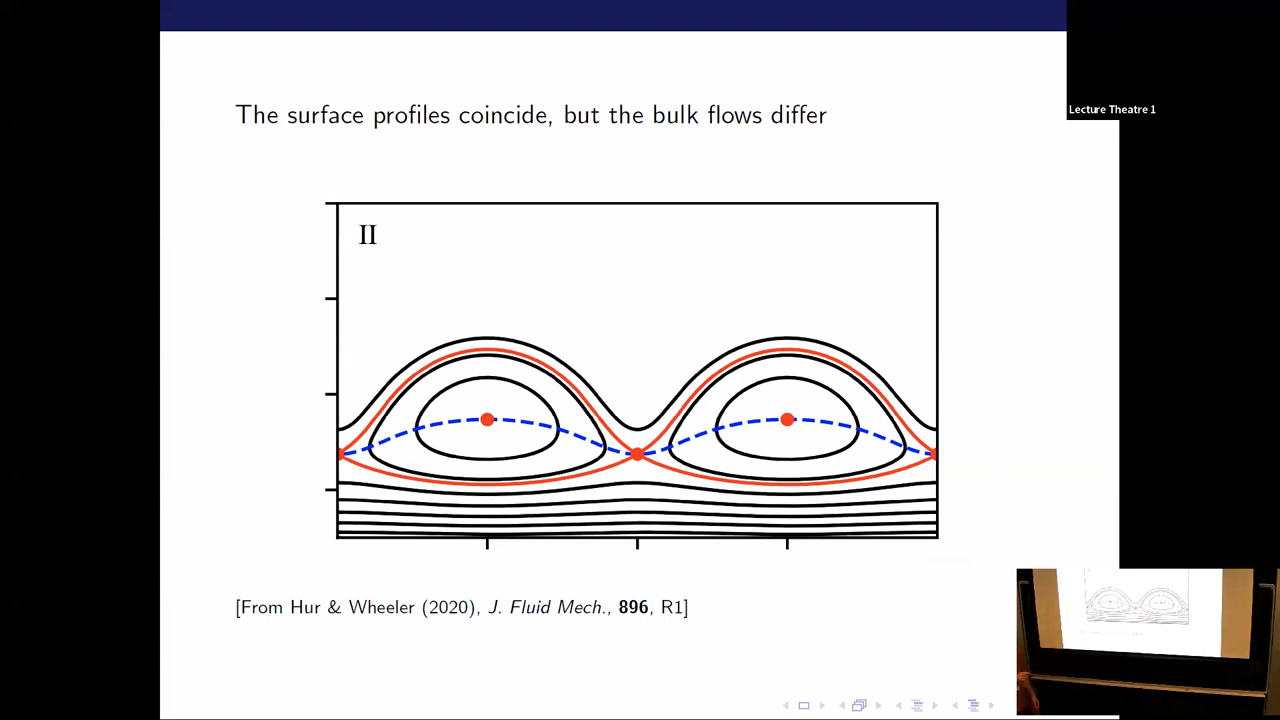 The surface profiles coincide, but the bulk flows differ
Lecture Theatre 1
II
[From Hur & Wheeler (2020), J. Fluid Mech., 896, R1]